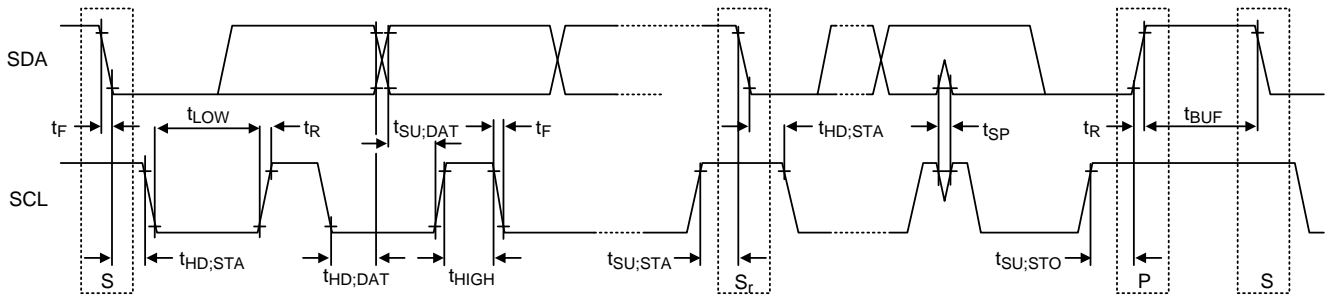 SDA
tF
tLOW
tR
tSU;DAT
tF
tHD;STA
tSP
tR
tBUF
SCL
S
tHD;STA
tHD;DAT
tHIGH
tSU;STA
Sr
tSU;STO
P
S